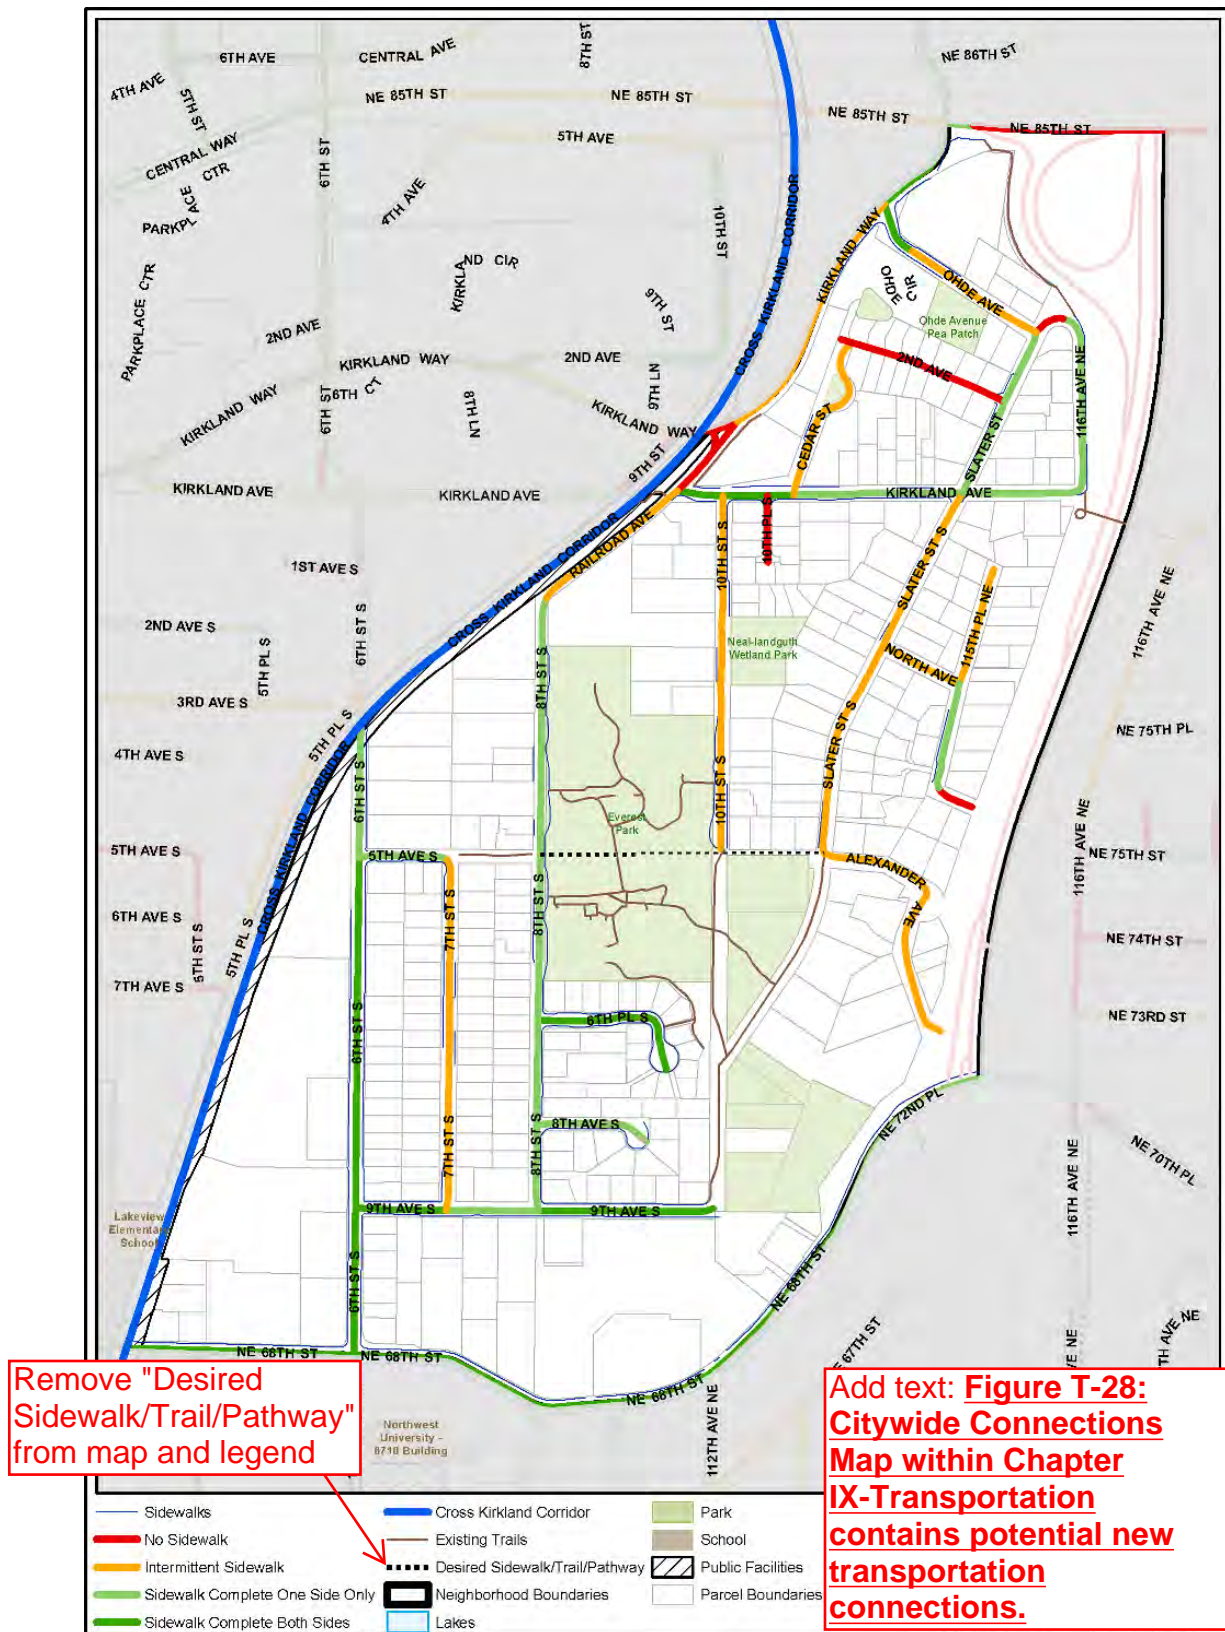 6TH AVE
CENTRAL AVE
8TH ST
NE 86TH ST
4TH AVE
5TH ST
NE 85TH ST
NE 85TH ST
NE 85TH ST
NE 85TH ST
5TH AVE
CENTRAL WAY
6TH ST
PARKPLACE CTR
4TH AVE
10TH ST
CROSS KIRKLAND CORRIDOR
KIRKLAND WAY
KIRKLAND CIR
OHDE CIR
OHDE AVE
PARKPLACE CTR
9TH ST
Ohde Avenue
Pea Patch
2ND AVE
KIRKLAND WAY
2ND AVE
2ND AVE
CROSS KIRKLAND CORRIDOR
116TH AVE NE
6TH CT
6TH ST
8TH LN
9TH LN
KIRKLAND WAY
KIRKLAND WAY
CEDAR ST
SLATER ST
9TH ST
KIRKLAND AVE
KIRKLAND AVE
KIRKLAND AVE
RAILROAD AVE
10TH ST S
10TH PL S
SLATER ST S
1ST AVE S
CROSS KIRKLAND CORRIDOR
116TH AVE NE
2ND AVE S
5TH PL S
6TH ST S
8TH ST S
Neal-landguth
Wetland Park
NORTH AVE
115TH PL NE
3RD AVE S
5TH PL S
SLATER ST S
NE 75TH PL
4TH AVE S
CROSS KIRKLAND CORRIDOR
6TH ST S
10TH ST S
Everest
Park
116TH AVE NE
5TH AVE S
5TH AVE S
ALEXANDER AVE
NE 75TH ST
6TH AVE S
5TH ST S
5TH PL S
7TH ST S
8TH ST S
NE 74TH ST
7TH AVE S
6TH ST S
6TH PL S
NE 73RD ST
8TH AVE S
NE 72ND PL
7TH ST S
8TH ST S
NE 70TH PL
116TH AVE NE
9TH AVE S
9TH AVE S
Lakeview
Elementary
School
6TH ST S
NE 68TH ST
NE 68TH ST
NE 68TH ST
NE 68TH ST
112TH AVE NE
Northwest
University -
6710 Building
Remove "Desired
Sidewalk/Trail/Pathway"
from map and legend
Add text: Figure T-28:
Citywide Connections
Map within Chapter
IX-Transportation
contains potential new
transportation
connections.
Sidewalks
No Sidewalk
Intermittent Sidewalk
Sidewalk Complete One Side Only
Sidewalk Complete Both Sides
Cross Kirkland Corridor
Existing Trails
Desired Sidewalk/Trail/Pathway
Neighborhood Boundaries
Lakes
Park
School
Public Facilities
Parcel Boundaries